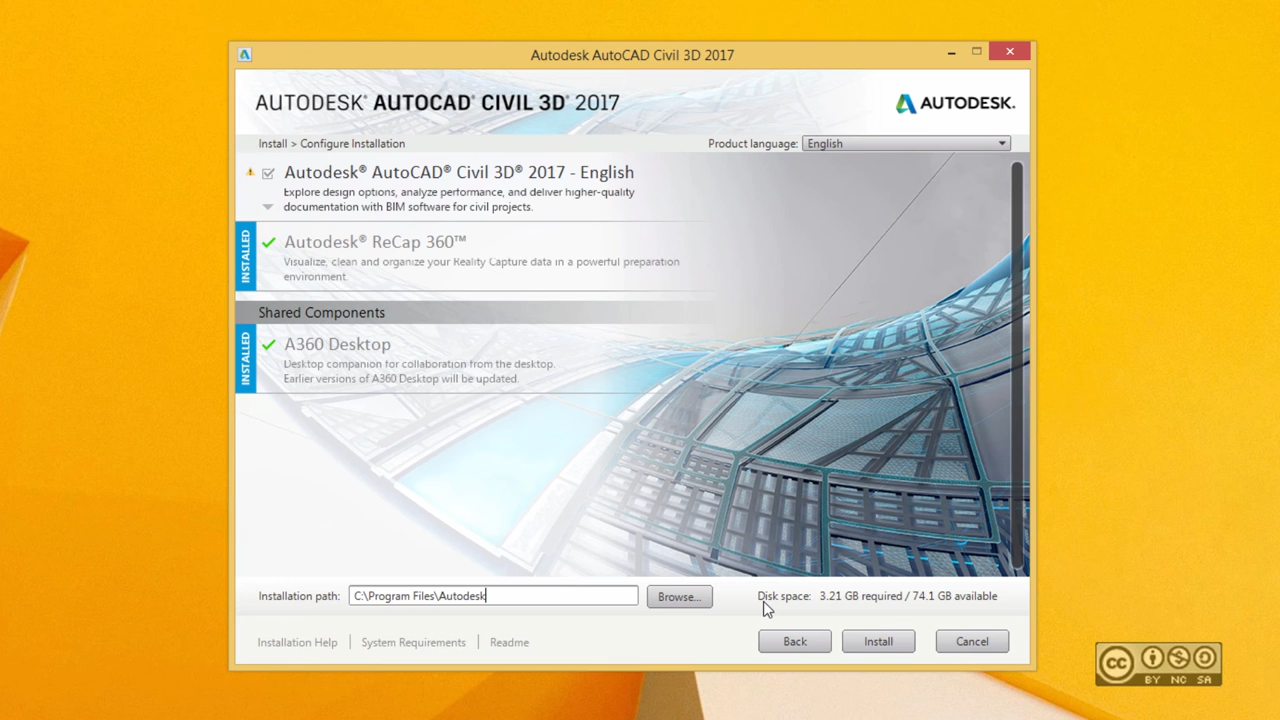 Autodesk AutoCAD Civil 3D 2017
AUTODESK® AUTOCAD® CIVIL 3D® 2017
AUTODESK.
Install > Configure Installation
Product language: English
Autodesk® AutoCAD® Civil 3D® 2017 - English
Explore design options, analyze performance, and deliver higher-quality
documentation with BIM software for civil projects.
INSTALLED
Autodesk® ReCap 360™
Visualize, clean and organize your Reality Capture data in a powerful preparation
environment.
Shared Components
INSTALLED
A360 Desktop
Desktop companion for collaboration from the desktop.
Earlier versions of A360 Desktop will be updated.
Installation path: C:\Program Files\Autodesk Browse... Disk space: 3.21 GB required / 74.1 GB available
Installation Help System Requirements Readme Back Install Cancel
cc BY NC SA